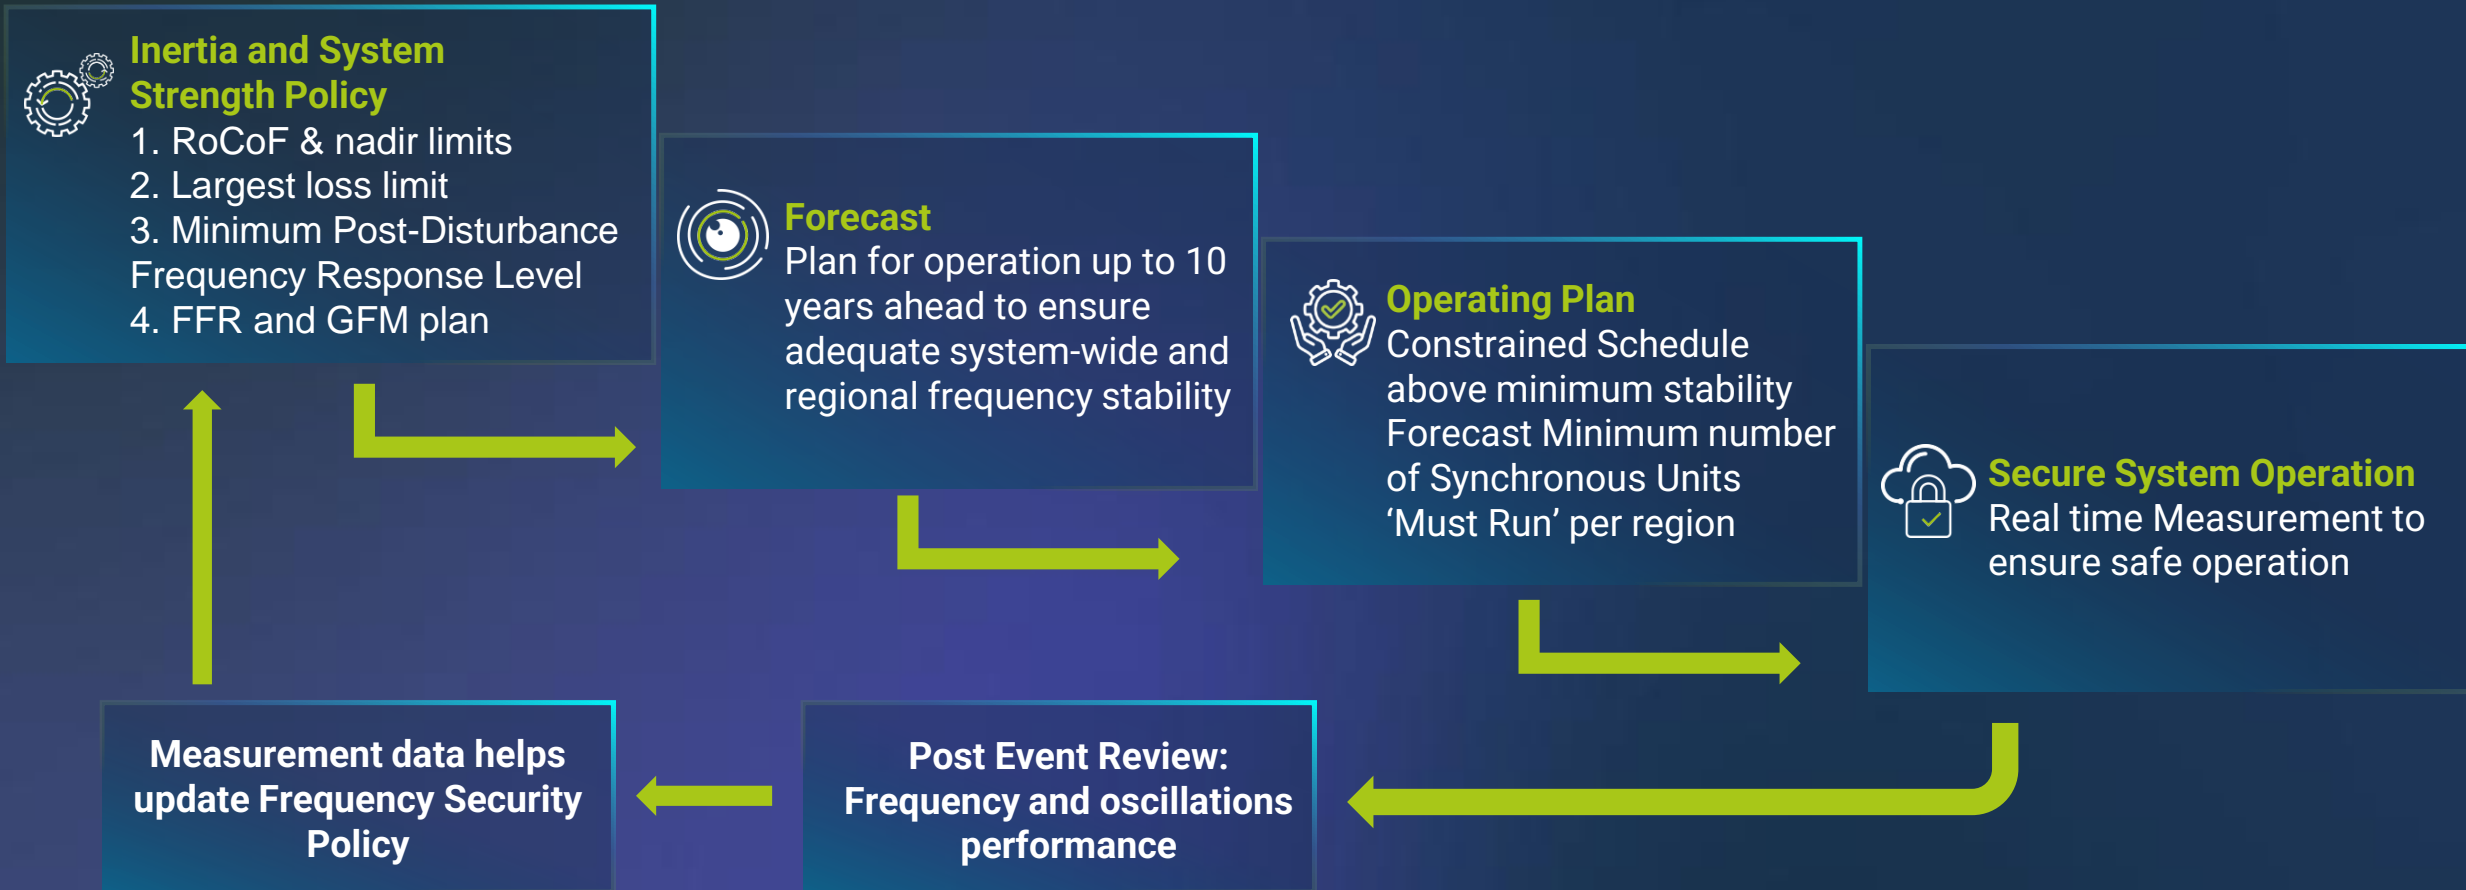 Inertia and System
Strength Policy
1. RoCoF & nadir limits
2. Largest loss limit
3. Minimum Post-Disturbance
Frequency Response Level
4. FFR and GFM plan
Forecast
Plan for operation up to 10
years ahead to ensure
adequate system-wide and
regional frequency stability
Operating Plan
Constrained Schedule
above minimum stability
Forecast Minimum number
of Synchronous Units
‘Must Run’ per region
Secure System Operation
Real time Measurement to
ensure safe operation
Post Event Review:
Frequency and oscillations
performance
Measurement data helps
update Frequency Security
Policy